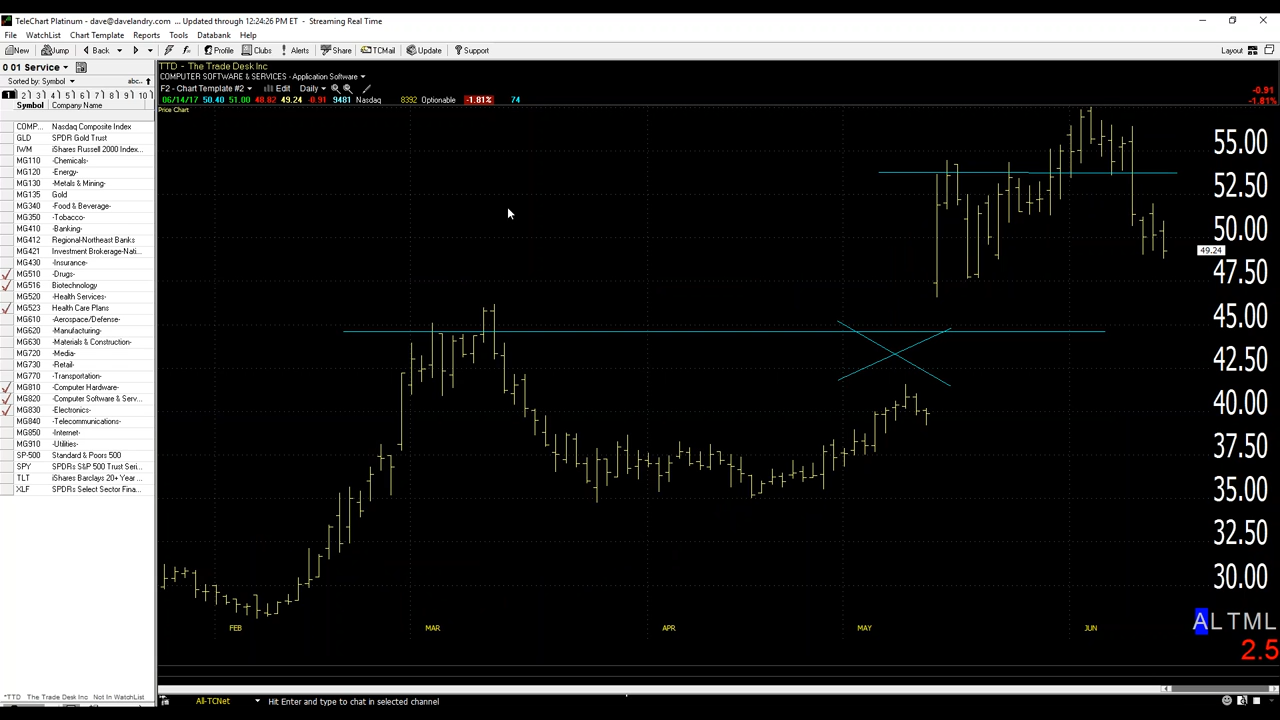 TeleChart Platinum - dave@davelandry.com ... Updated through 12:24:26 PM ET - Streaming Real Time
File WatchList Chart Template Reports Tools Databank Help
New Jump Back Profile Clubs Alerts Share TCMail Update Support Layout
0 01 Service
TTD - The Trade Desk Inc
COMPUTER SOFTWARE & SERVICES - Application Software
Sorted by: Symbol abc..
F2 - Chart Template #2 Edit Daily
1 2 3 4 5 6 7 8 9 10
06/14/17 50.40 51.00 48.82 49.24 -0.91 9481 Nasdaq 8392 Optionable -1.81% 74
-0.91
-1.81%
Symbol Company Name
Price Chart
COMP... Nasdaq Composite Index
GLD SPDR Gold Trust
IWM iShares Russell 2000 Index...
MG110 -Chemicals-
MG120 -Energy-
MG130 -Metals & Mining-
MG135 Gold
MG340 -Food & Beverage-
MG350 -Tobacco-
MG410 -Banking-
MG412 Regional-Northeast Banks
MG421 Investment Brokerage-Nati...
MG430 -Insurance-
MG510 -Drugs-
MG516 Biotechnology
MG520 -Health Services-
MG523 Health Care Plans
MG610 -Aerospace/Defense-
MG620 -Manufacturing-
MG630 -Materials & Construction-
MG720 -Media-
MG730 -Retail-
MG770 -Transportation-
MG810 -Computer Hardware-
MG820 -Computer Software & Serv...
MG830 -Electronics-
MG840 -Telecommunications-
MG850 -Internet-
MG910 -Utilities-
SP-500 Standard & Poors 500
SPY SPDRs S&P 500 Trust Seri...
TLT iShares Barclays 20+ Year ...
XLF SPDRs Select Sector Fina...
55.00
52.50
50.00
49.24
47.50
45.00
42.50
40.00
37.50
35.00
32.50
30.00
FEB MAR APR MAY JUN
ALTML
2.5
*TTD The Trade Desk Inc Not In WatchList
All-TCNet Hit Enter and type to chat in selected channel